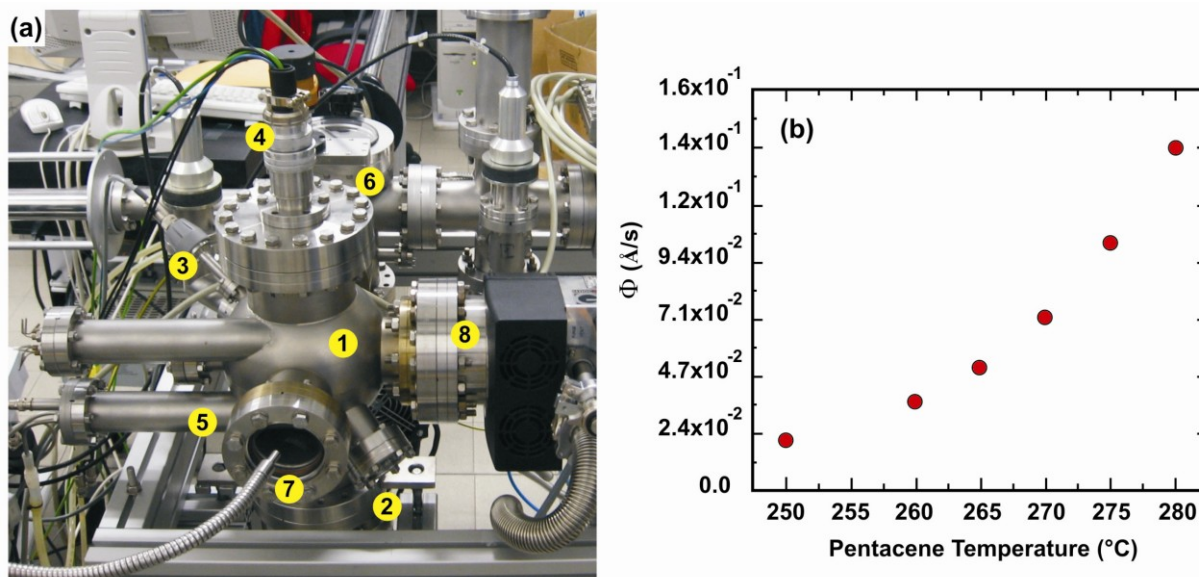 (a)
4
6
3
1
8
5
7
2
(b)
Φ (Å/s)
1.6x10⁻¹
1.4x10⁻¹
1.2x10⁻¹
9.4x10⁻²
7.1x10⁻²
4.7x10⁻²
2.4x10⁻²
0.0
250 255 260 265 270 275 280
Pentacene Temperature (°C)